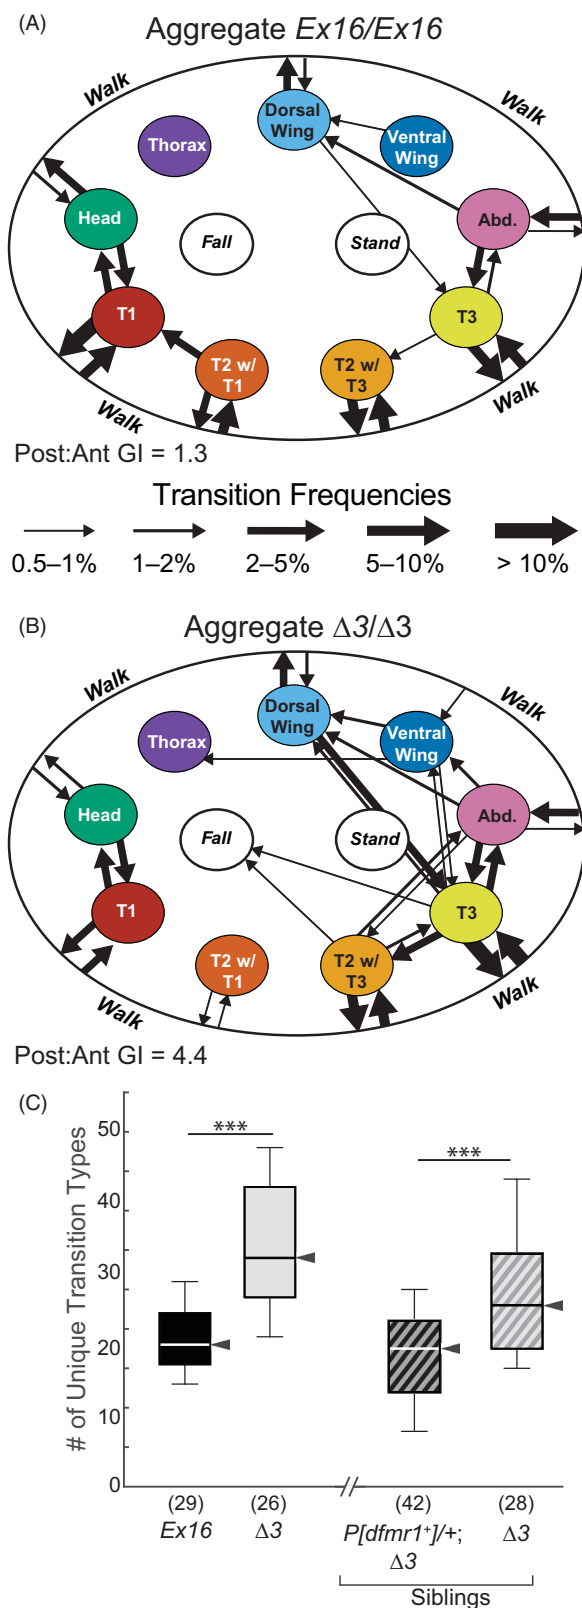 (A)
Aggregate Ex16/Ex16
Walk
Walk
Dorsal
Wing
Ventral
Wing
Thorax
Head
Fall
Stand
Abd.
T1
T3
T2 w/
T1
T2 w/
T3
Walk
Walk
Post:Ant GI = 1.3
Transition Frequencies
0.5–1%
1–2%
2–5%
5–10%
> 10%
(B)
Aggregate Δ3/Δ3
Walk
Walk
Dorsal
Wing
Ventral
Wing
Thorax
Head
Fall
Stand
Abd.
T1
T3
T2 w/
T1
T2 w/
T3
Walk
Walk
Post:Ant GI = 4.4
(C)
# of Unique Transition Types
50
40
30
20
10
0
***
***
(29)
(26)
(42)
(28)
Ex16
Δ3
P[dfmr1+]/+;
Δ3
Δ3
Siblings